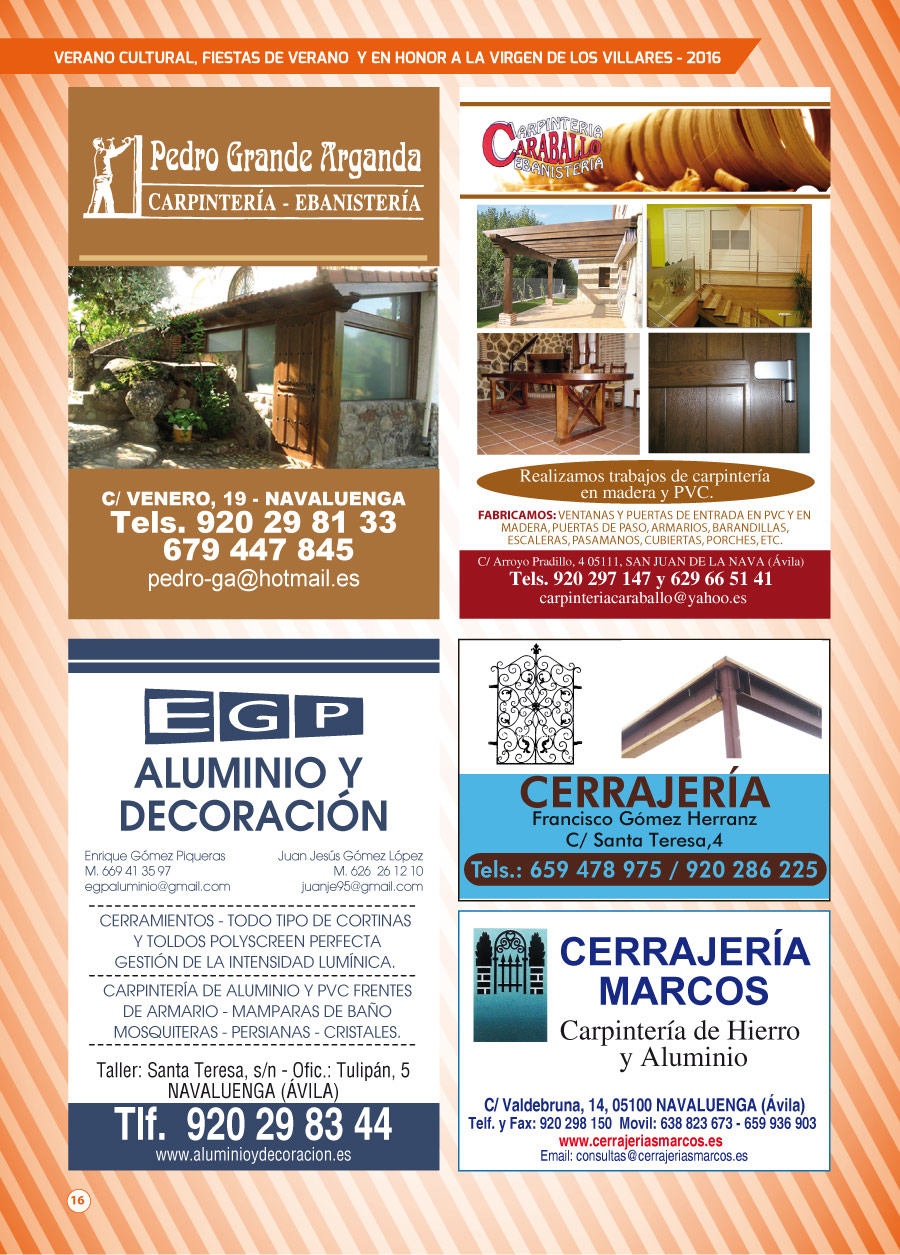 VERANO CULTURAL, FIESTAS DE VERANO Y EN HONOR A LA VIRGEN DE LOS VILLARES - 2016
Pedro Grande Arganda
CARPINTERÍA - EBANISTERÍA
C/ VENERO, 19 - NAVALUENGA
Tels. 920 29 81 33
679 447 845
pedro-ga@hotmail.es
CARPINTERIA
CARABALLO
EBANISTERÍA
Realizamos trabajos de carpintería
en madera y PVC.
FABRICAMOS: VENTANAS Y PUERTAS DE ENTRADA EN PVC Y EN
MADERA, PUERTAS DE PASO, ARMARIOS, BARANDILLAS,
ESCALERAS, PASAMANOS, CUBIERTAS, PORCHES, ETC.
C/ Arroyo Pradillo, 4 05111, SAN JUAN DE LA NAVA (Ávila)
Tels. 920 297 147 y 629 66 51 41
carpinteriacaraballo@yahoo.es
EGP
ALUMINIO Y
DECORACIÓN
Enrique Gómez Piqueras
M. 669 41 35 97
egpaluminio@gmail.com
Juan Jesús Gómez López
M. 626 26 12 10
juanje95@gmail.com
CERRAMIENTOS - TODO TIPO DE CORTINAS
Y TOLDOS POLYSCREEN PERFECTA
GESTIÓN DE LA INTENSIDAD LUMÍNICA.
CARPINTERÍA DE ALUMINIO Y PVC FRENTES
DE ARMARIO - MAMPARAS DE BAÑO
MOSQUITERAS - PERSIANAS - CRISTALES.
Taller: Santa Teresa, s/n - Ofic.: Tulipán, 5
NAVALUENGA (ÁVILA)
Tlf. 920 29 83 44
www.aluminioydecoracion.es
CERRAJERÍA
Francisco Gómez Herranz
C/ Santa Teresa,4
Tels.: 659 478 975 / 920 286 225
CERRAJERÍA
MARCOS
Carpintería de Hierro
y Aluminio
C/ Valdebruna, 14, 05100 NAVALUENGA (Ávila)
Telf. y Fax: 920 298 150 Movil: 638 823 673 - 659 936 903
www.cerrajeriasmarcos.es
Email: consultas@cerrajeriasmarcos.es
16